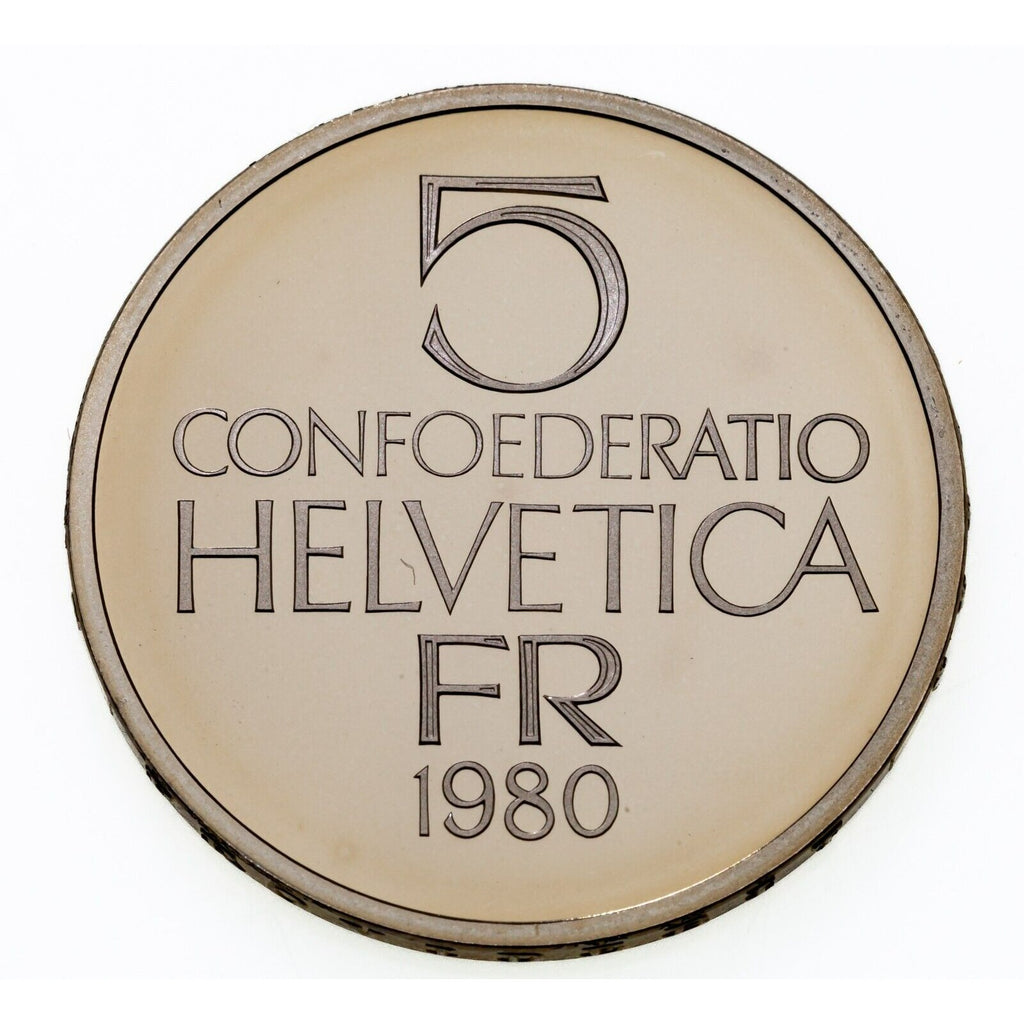 5
CONFOEDERATIO
HELVETICA
FR
1980